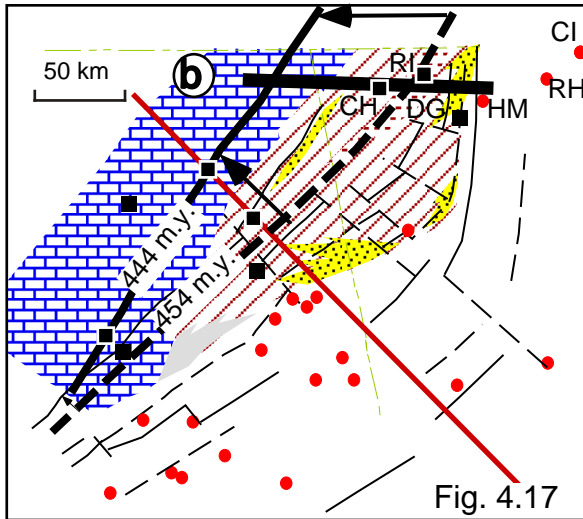 CI
RI
50 km
b
RH
CH
DG
HM
444 m.y.
454 m.y.
Fig. 4.17